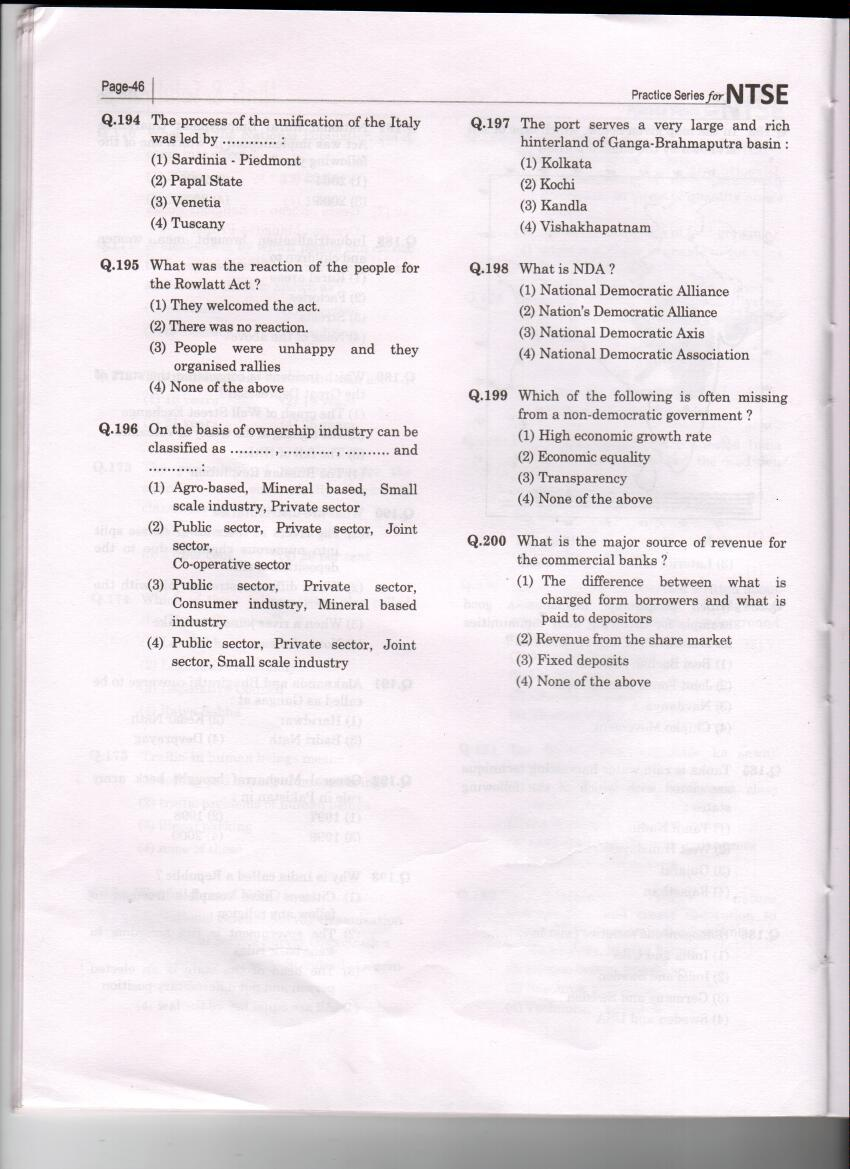 Page-46
Practice Series for NTSE
Q.194 The process of the unification of the Italy
was led by ............ :
(1) Sardinia - Piedmont
(2) Papal State
(3) Venetia
(4) Tuscany
Q.195 What was the reaction of the people for
the Rowlatt Act ?
(1) They welcomed the act.
(2) There was no reaction.
(3) People were unhappy and they
organised rallies
(4) None of the above
Q.196 On the basis of ownership industry can be
classified as ......... , ........... , .......... and
........... :
(1) Agro-based, Mineral based, Small
scale industry, Private sector
(2) Public sector, Private sector, Joint
sector,
Co-operative sector
(3) Public sector, Private sector,
Consumer industry, Mineral based
industry
(4) Public sector, Private sector, Joint
sector, Small scale industry
Q.197 The port serves a very large and rich
hinterland of Ganga-Brahmaputra basin :
(1) Kolkata
(2) Kochi
(3) Kandla
(4) Vishakhapatnam
Q.198 What is NDA ?
(1) National Democratic Alliance
(2) Nation's Democratic Alliance
(3) National Democratic Axis
(4) National Democratic Association
Q.199 Which of the following is often missing
from a non-democratic government ?
(1) High economic growth rate
(2) Economic equality
(3) Transparency
(4) None of the above
Q.200 What is the major source of revenue for
the commercial banks ?
(1) The difference between what is
charged form borrowers and what is
paid to depositors
(2) Revenue from the share market
(3) Fixed deposits
(4) None of the above